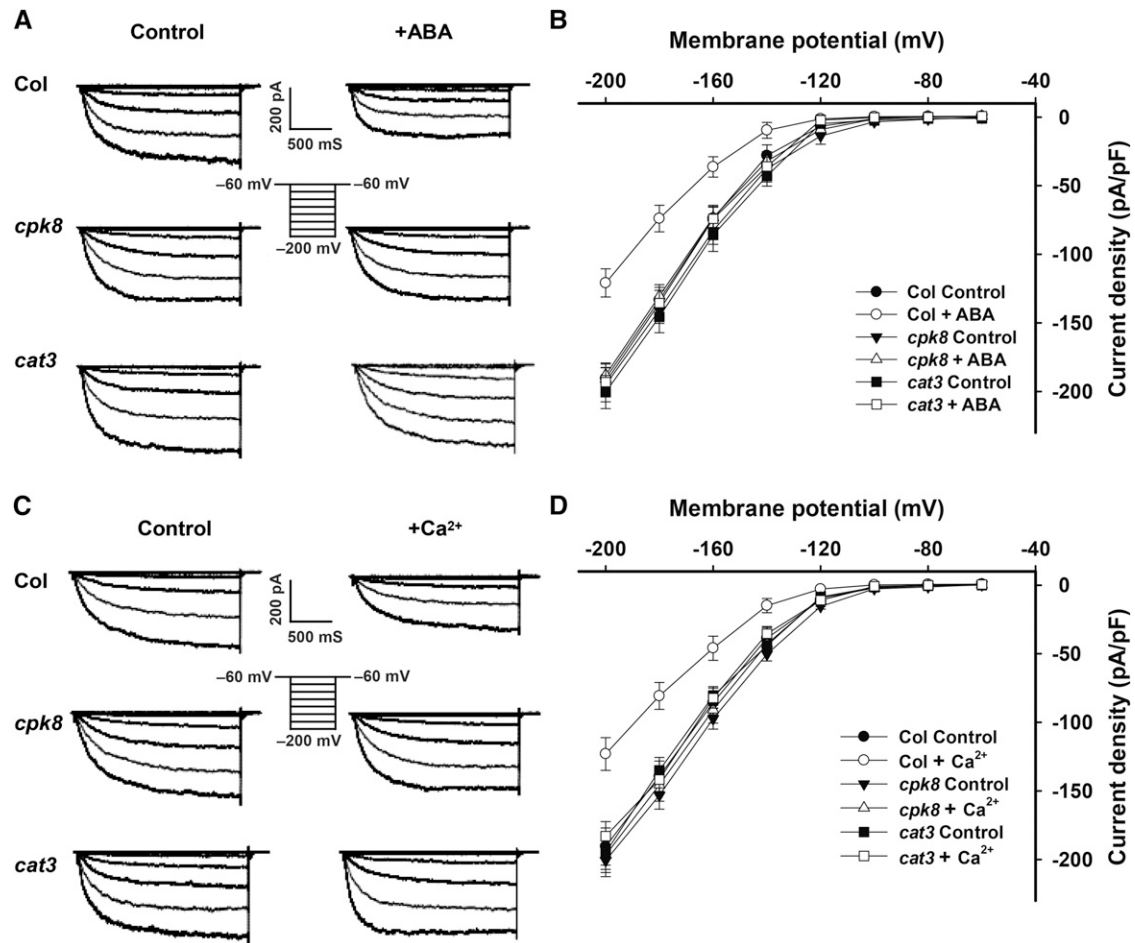 A
Control
+ABA
Col
200 pA
500 mS
–60 mV
–60 mV
–200 mV
cpk8
cat3
B
Membrane potential (mV)
-200 -160 -120 -80 -40
0
-50
-100
-150
-200
Current density (pA/pF)
Col Control
Col + ABA
cpk8 Control
cpk8 + ABA
cat3 Control
cat3 + ABA
C
Control
+Ca²⁺
Col
200 pA
500 mS
–60 mV
–60 mV
–200 mV
cpk8
cat3
D
Membrane potential (mV)
-200 -160 -120 -80 -40
0
-50
-100
-150
-200
Current density (pA/pF)
Col Control
Col + Ca²⁺
cpk8 Control
cpk8 + Ca²⁺
cat3 Control
cat3 + Ca²⁺